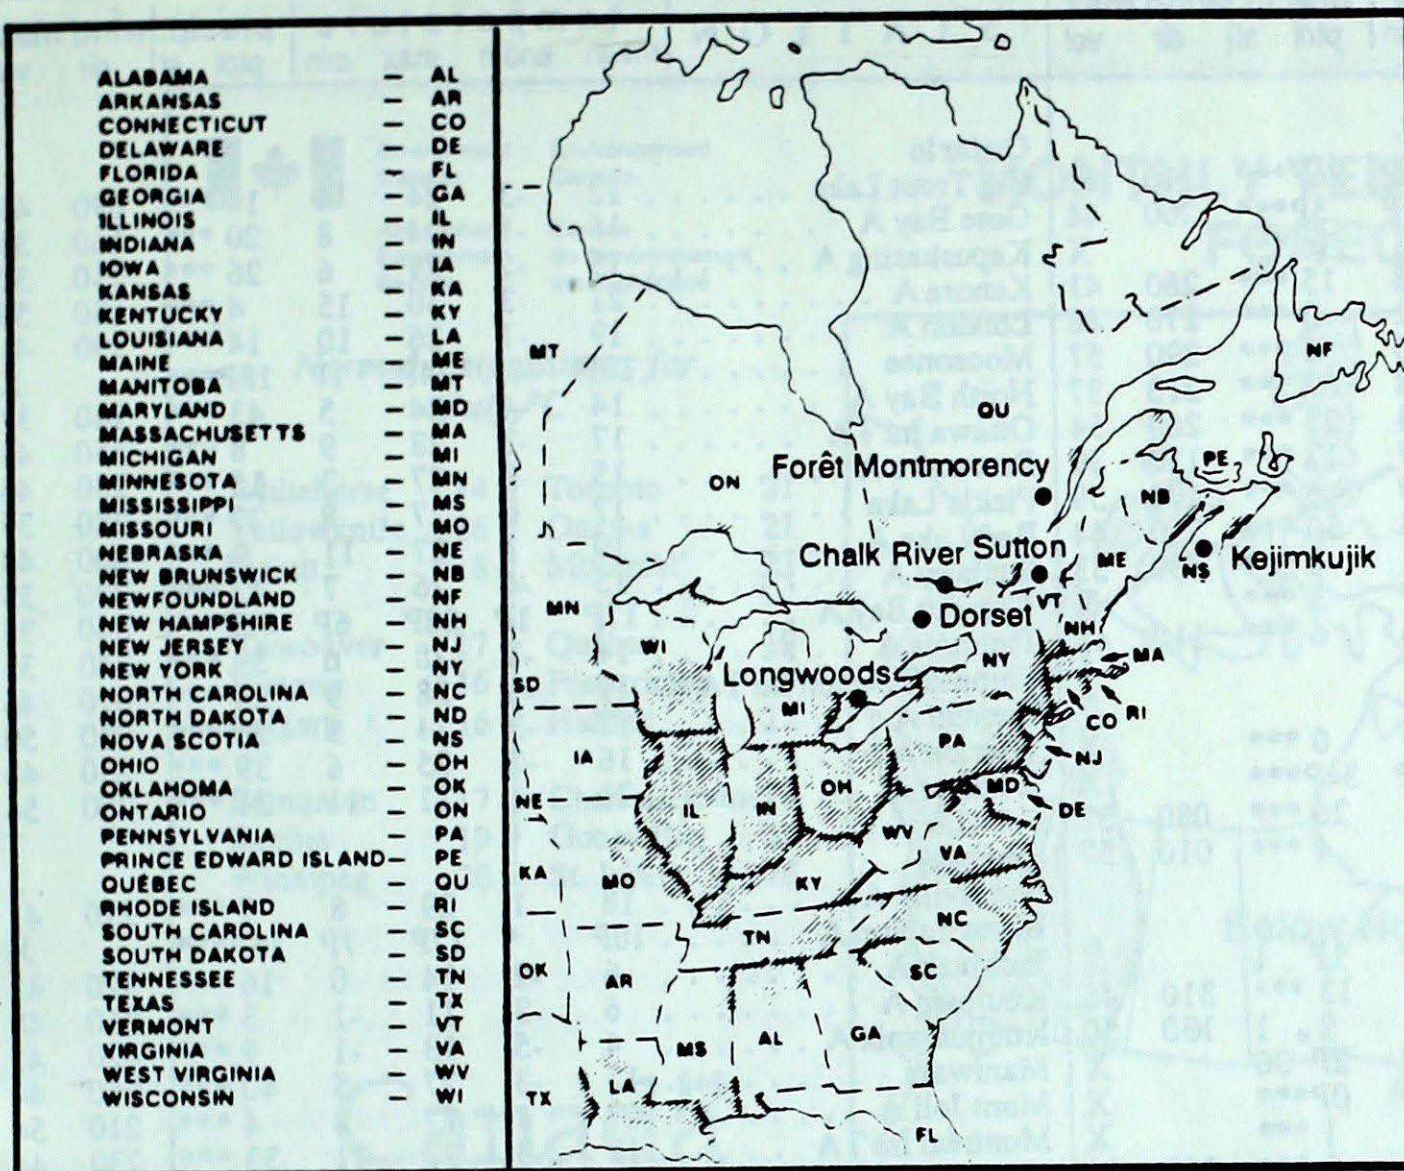 ALABAMA — AL
ARKANSAS — AR
CONNECTICUT — CO
DELAWARE — DE
FLORIDA — FL
GEORGIA — GA
ILLINOIS — IL
INDIANA — IN
IOWA — IA
KANSAS — KA
KENTUCKY — KY
LOUISIANA — LA
MAINE — ME
MANITOBA — MT
MARYLAND — MD
MASSACHUSETTS — MA
MICHIGAN — MI
MINNESOTA — MN
MISSISSIPPI — MS
MISSOURI — MO
NEBRASKA — NE
NEW BRUNSWICK — NB
NEWFOUNDLAND — NF
NEW HAMPSHIRE — NH
NEW JERSEY — NJ
NEW YORK — NY
NORTH CAROLINA — NC
NORTH DAKOTA — ND
NOVA SCOTIA — NS
OHIO — OH
OKLAHOMA — OK
ONTARIO — ON
PENNSYLVANIA — PA
PRINCE EDWARD ISLAND — PE
QUÉBEC — QU
RHODE ISLAND — RI
SOUTH CAROLINA — SC
SOUTH DAKOTA — SD
TENNESSEE — TN
TEXAS — TX
VERMONT — VT
VIRGINIA — VA
WEST VIRGINIA — WV
WISCONSIN — WI
MT
NF
QU
Forêt Montmorency
PE
ON
NB
Chalk River Sutton
ME
NS
Kejimkujik
MN
VT
Dorset
NH
WI
NY
MA
SD
Longwoods
MI
CO
RI
PA
IA
NJ
OH
MD
NE
IL
IN
DE
WV
VA
KA
MO
KY
NC
TN
OK
AR
SC
MS
AL
GA
LA
TX
FL